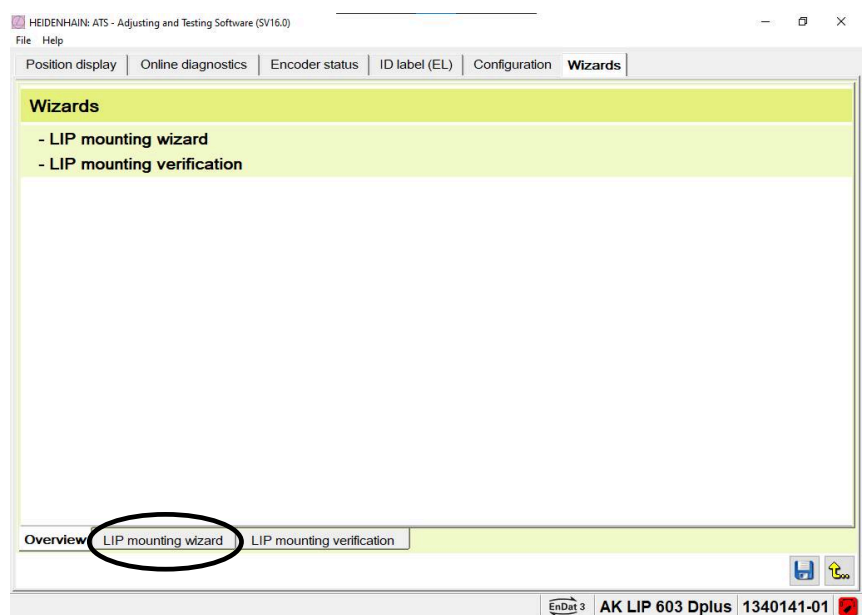 HEIDENHAIN: ATS - Adjusting and Testing Software (SV16.0)
File Help
Position display Online diagnostics Encoder status ID label (EL) Configuration Wizards
Wizards
- LIP mounting wizard
- LIP mounting verification
Overview LIP mounting wizard LIP mounting verification
EnDat 3 AK LIP 603 Dplus 1340141-01